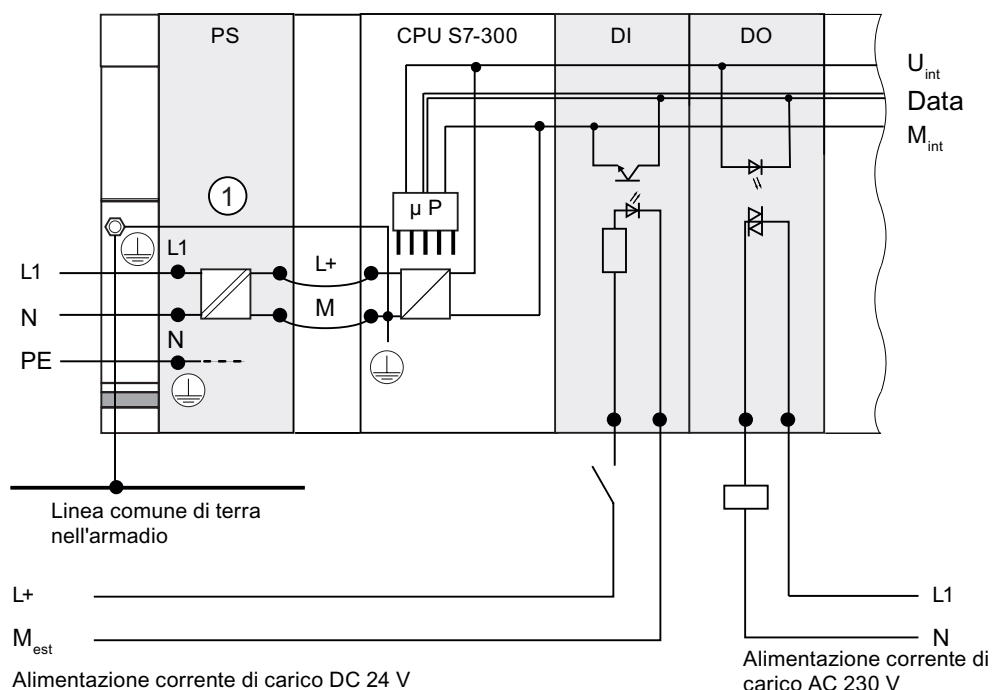 PS
CPU S7-300
DI
DO
U int
Data
M int
1
µ P
L1
L1
L+
N
M
N
PE
Linea comune di terra
nell'armadio
L+
L1
M est
N
Alimentazione corrente di carico DC 24 V
Alimentazione corrente di
carico AC 230 V